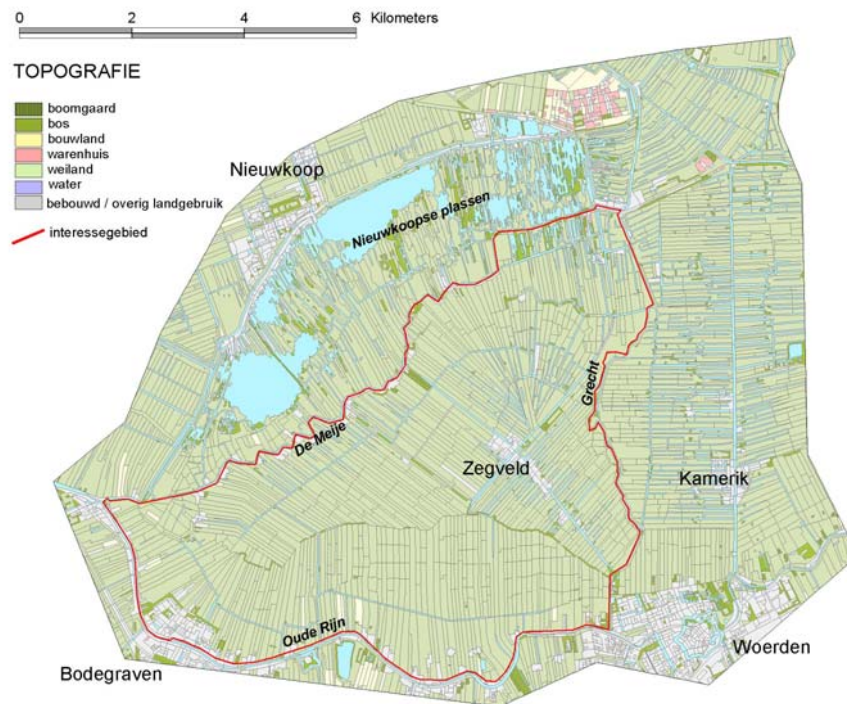 0 2 4 6 Kilometers
TOPOGRAFIE
boomgaard
bos
bouwland
warenhuis
weiland
water
bebouwd / overig landgebruik
interessegebied
Nieuwkoop
Nieuwkoopse plassen
Grecht
De Meije
Zegveld
Kamerik
Oude Rijn
Woerden
Bodegraven